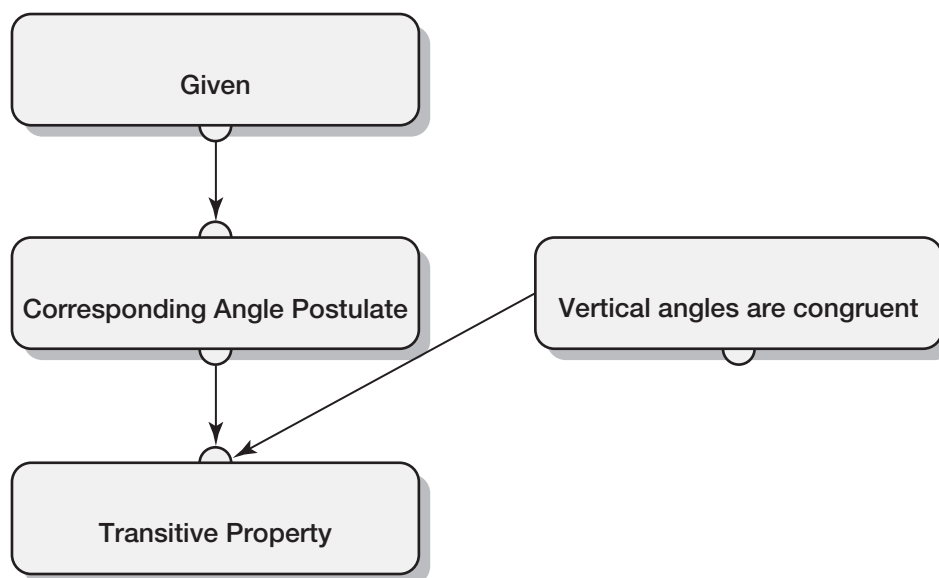 Given
Corresponding Angle Postulate
Vertical angles are congruent
Transitive Property